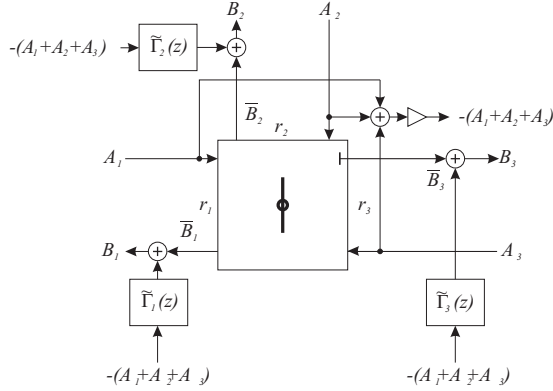 B₂ A₂
-(A₁+A₂+A₃) Γ̃₂(z)
B̅₂ -(A₁+A₂+A₃)
r₂
A₁ B₃
B̅₃
r₁ r₃
B̅₁
B₁ A₃
Γ̃₁(z) Γ̃₃(z)
-(A₁+A₂+A₃) -(A₁+A₂+A₃)